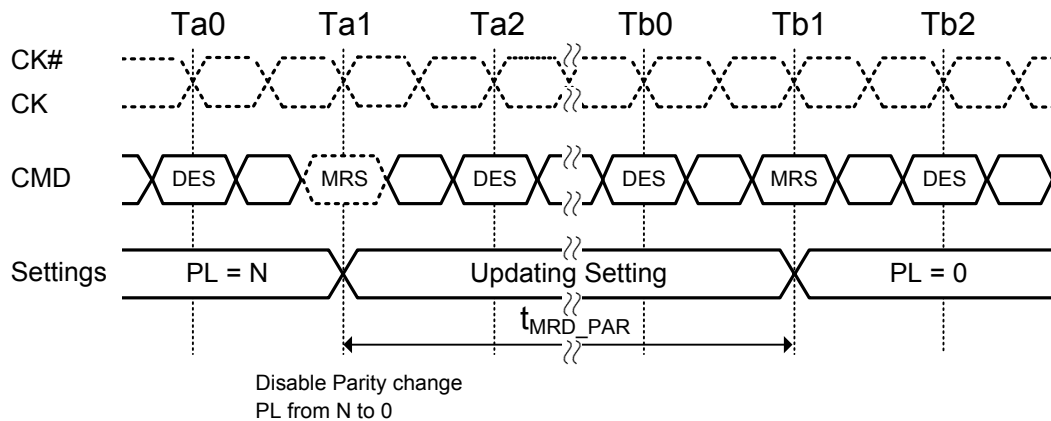 Ta0 Ta1 Ta2 Tb0 Tb1 Tb2
CK#
CK
CMD DES MRS DES DES MRS DES
Settings PL = N Updating Setting PL = 0
tMRD_PAR
Disable Parity change
PL from N to 0